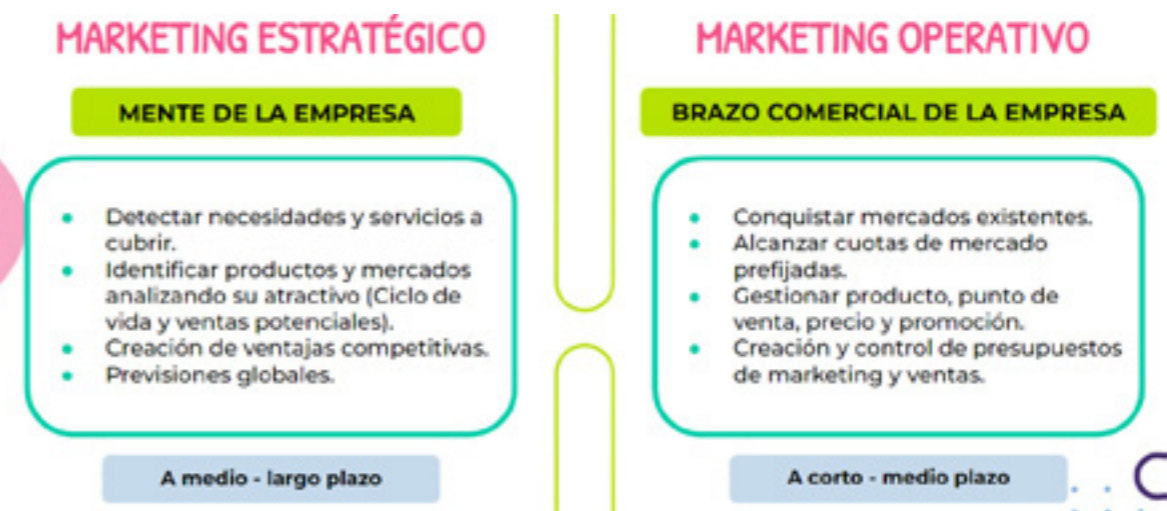 MARKETING ESTRATÉGICO
MENTE DE LA EMPRESA
• Detectar necesidades y servicios a
cubrir.
• Identificar productos y mercados
analizando su atractivo (Ciclo de
vida y ventas potenciales).
• Creación de ventajas competitivas.
• Previsiones globales.
A medio - largo plazo
MARKETING OPERATIVO
BRAZO COMERCIAL DE LA EMPRESA
• Conquistar mercados existentes.
• Alcanzar cuotas de mercado
prefijadas.
• Gestionar producto, punto de
venta, precio y promoción.
• Creación y control de presupuestos
de marketing y ventas.
A corto - medio plazo